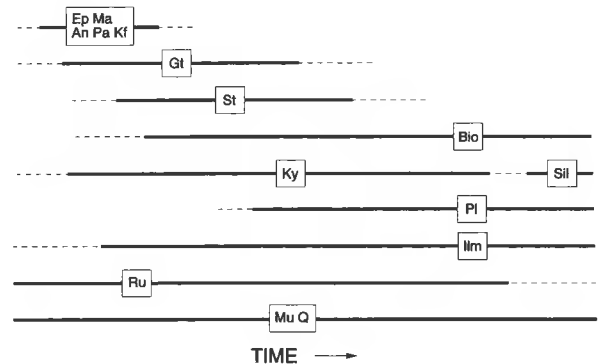 Ep Ma
An Pa Kf
Gt
St
Bio
Ky Sil
Pl
Ilm
Ru
Mu Q
TIME